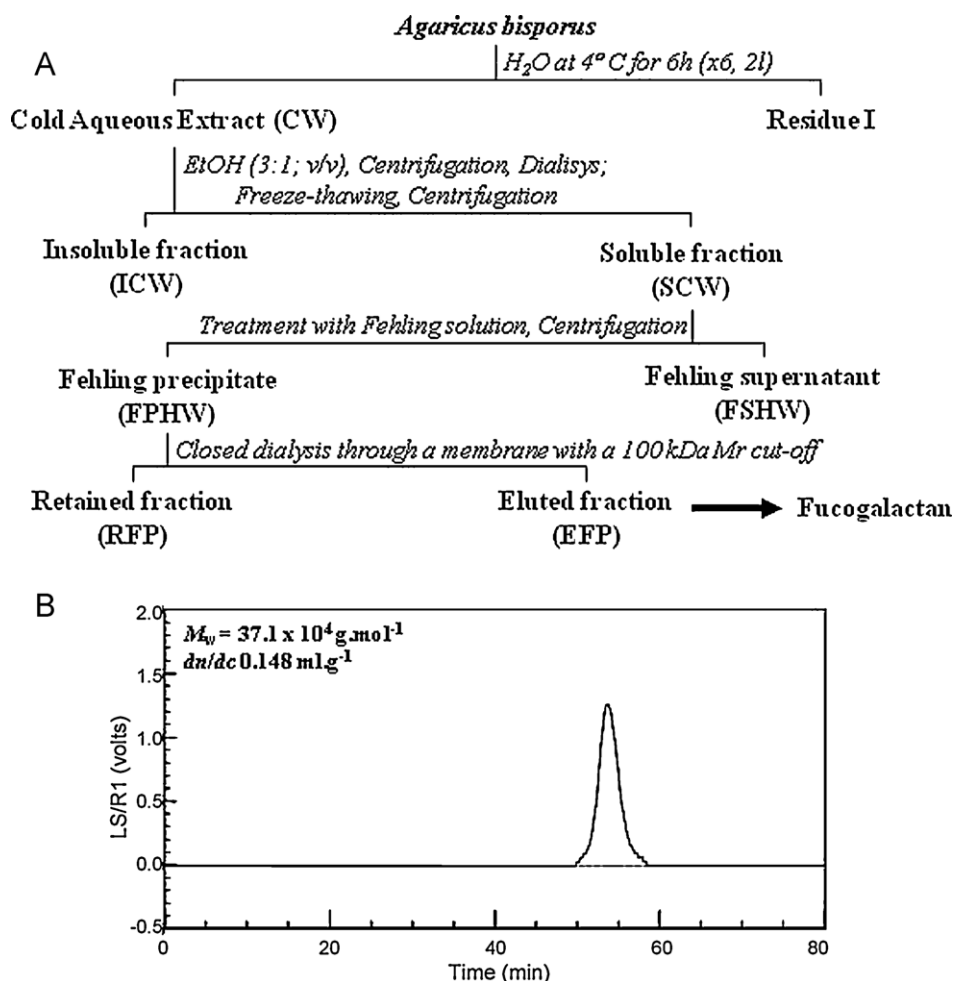 A
Agaricus bisporus
H₂O at 4° C for 6h (x6, 2l)
Cold Aqueous Extract (CW)
Residue I
EtOH (3:1; v/v), Centrifugation, Dialisys;
Freeze-thawing, Centrifugation
Insoluble fraction
(ICW)
Soluble fraction
(SCW)
Treatment with Fehling solution, Centrifugation
Fehling precipitate
(FPHW)
Fehling supernatant
(FSHW)
Closed dialysis through a membrane with a 100 kDa Mr cut-off
Retained fraction
(RFP)
Eluted fraction
(EFP)
Fucogalactan
B
Mw = 37.1 x 10⁴ g.mol⁻¹
dn/dc 0.148 ml.g⁻¹
LS/R1 (volts)
2.0
1.5
1.0
0.5
0.0
-0.5
0
20
40
60
80
Time (min)